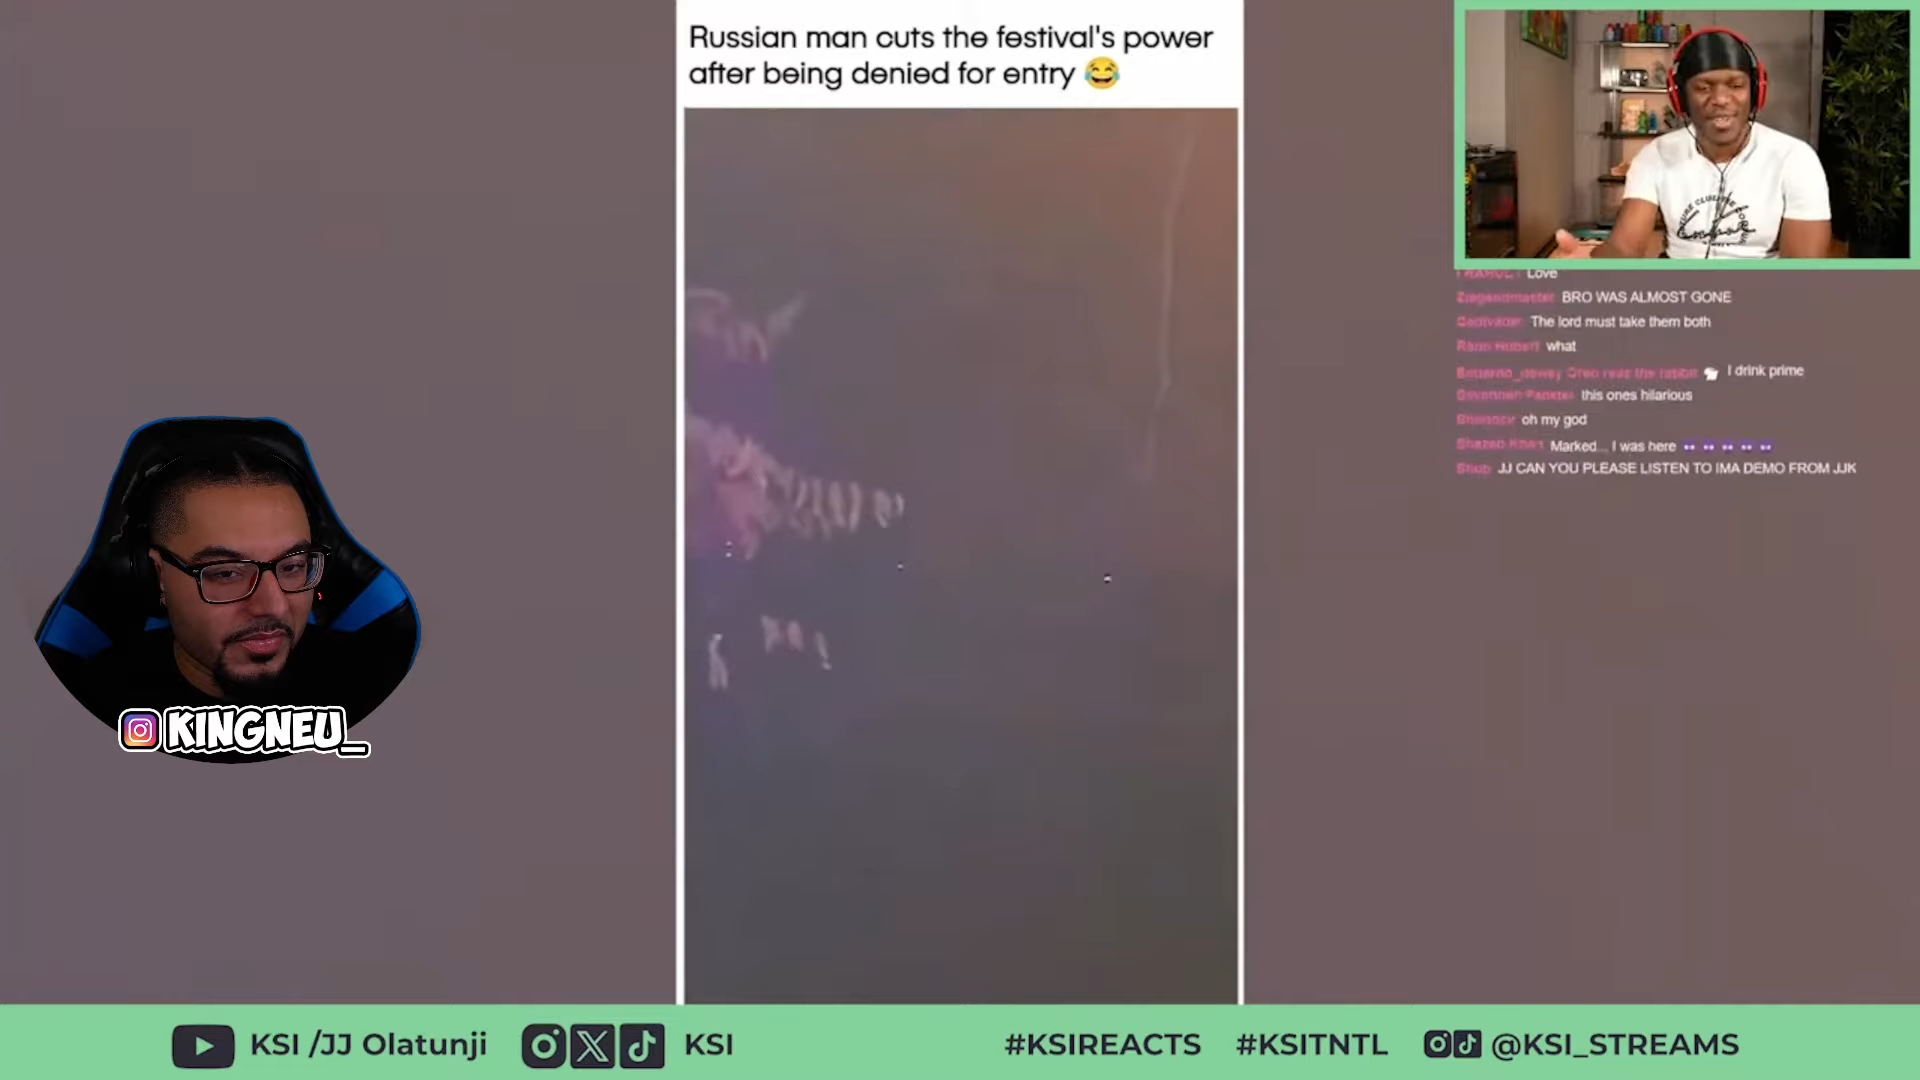 Russian man cuts the festival's power
after being denied for entry 😂
Love
BRO WAS ALMOST GONE
The lord must take them both
what
I drink prime
this ones hilarious
oh my god
Marked... I was here
JJ CAN YOU PLEASE LISTEN TO IMA DEMO FROM JJK
KINGNEU_
KSI /JJ Olatunji
KSI
#KSIREACTS
#KSITNTL
@KSI_STREAMS